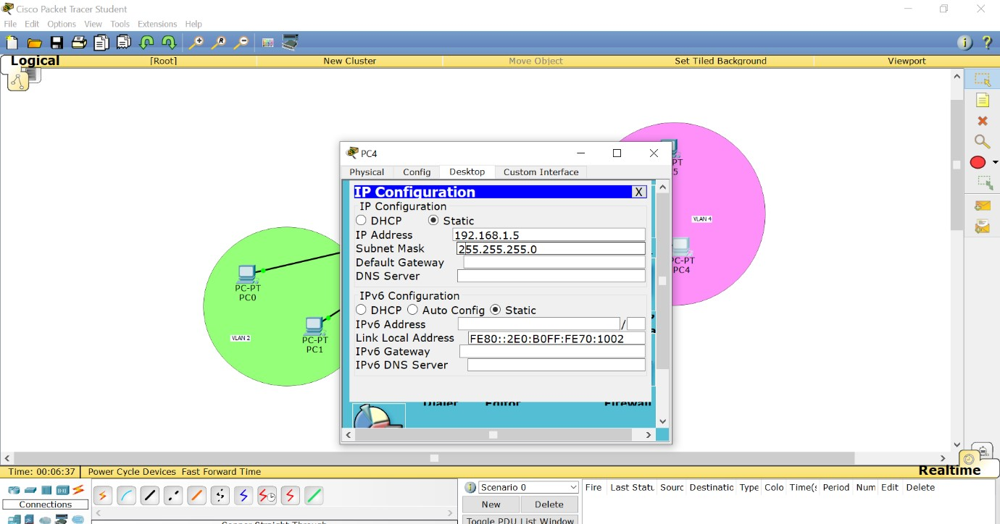 Cisco Packet Tracer Student
File Edit Options View Tools Extensions Help
Logical [Root] New Cluster Move Object Set Tiled Background Viewport
PC4
Physical Config Desktop Custom Interface
IP Configuration X
IP Configuration
DHCP Static
IP Address 192.168.1.5
Subnet Mask 255.255.255.0
Default Gateway
DNS Server
IPv6 Configuration
DHCP Auto Config Static
IPv6 Address /
Link Local Address FE80::2E0:B0FF:FE70:1002
IPv6 Gateway
IPv6 DNS Server
Dialer Editor Firewall
PC-PT
PC0
PC-PT
PC1
VLAN 2
PT
5
VLAN 4
C-PT
PC4
Time: 00:06:37 Power Cycle Devices Fast Forward Time Realtime
Connections
Copper Straight-Through
Scenario 0
New Delete
Toggle PDU List Window
Fire Last Statu Sourc Destinatic Type Colo Time(s Period Num Edit Delete